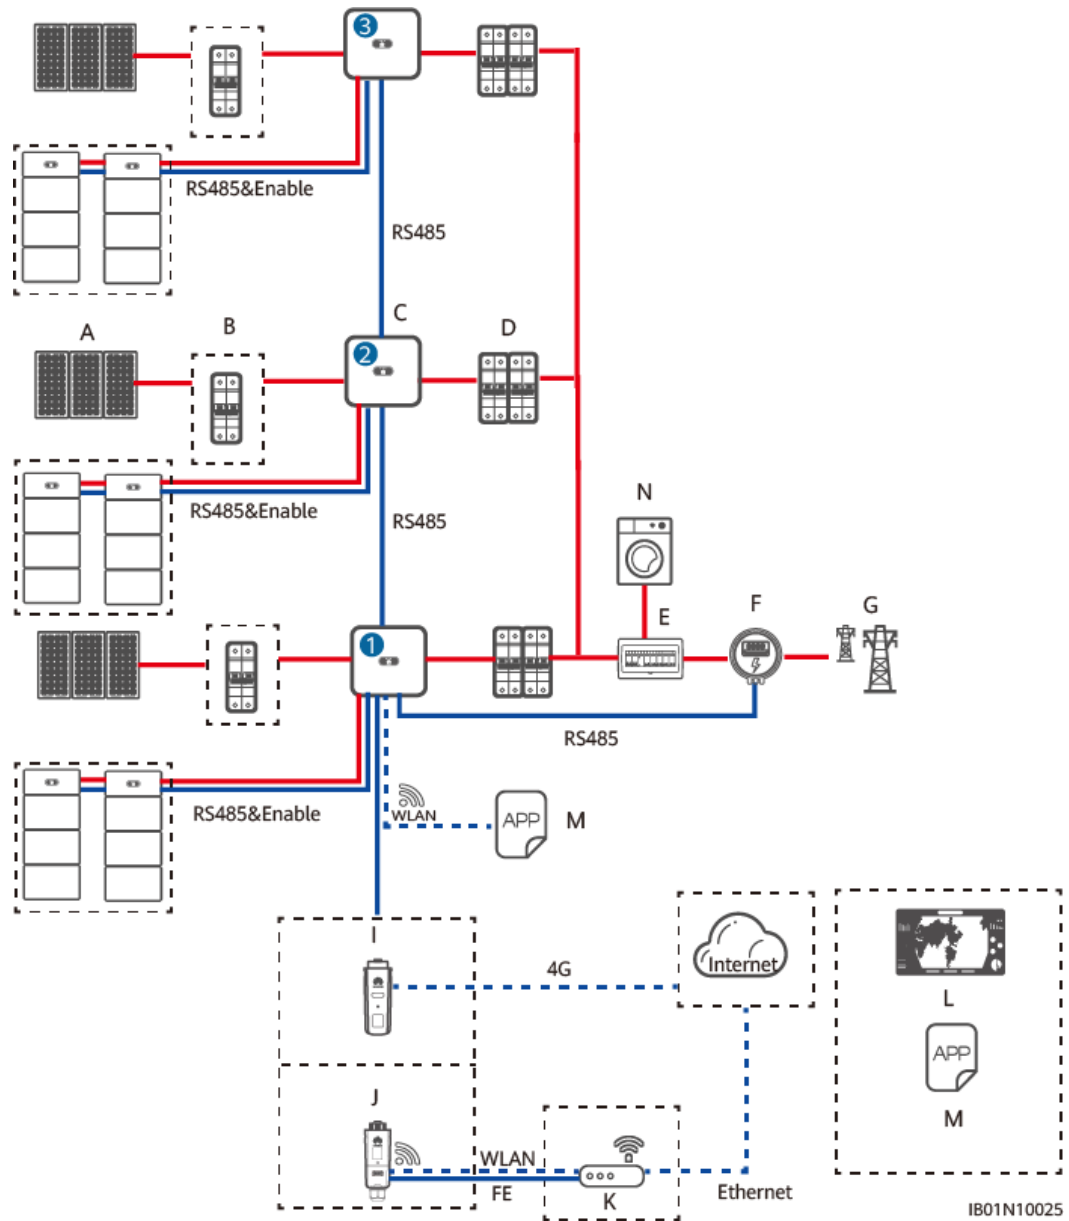 3
RS485&Enable
RS485
A
B
C
D
2
RS485&Enable
RS485
N
E
F
G
1
RS485
RS485&Enable
WLAN
APP
M
I
4G
Internet
L
APP
M
J
WLAN
FE
K
Ethernet
IB01N10025